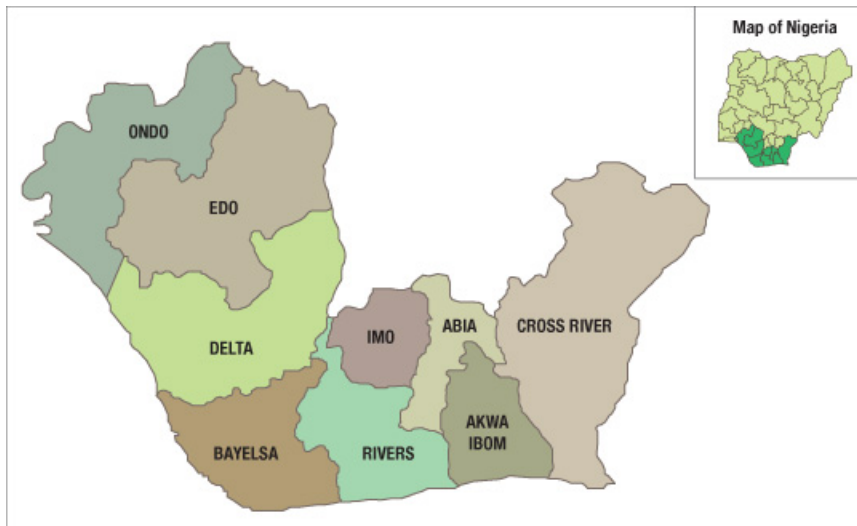 Map of Nigeria
ONDO
EDO
DELTA
IMO
ABIA
CROSS RIVER
BAYELSA
RIVERS
AKWA
IBOM